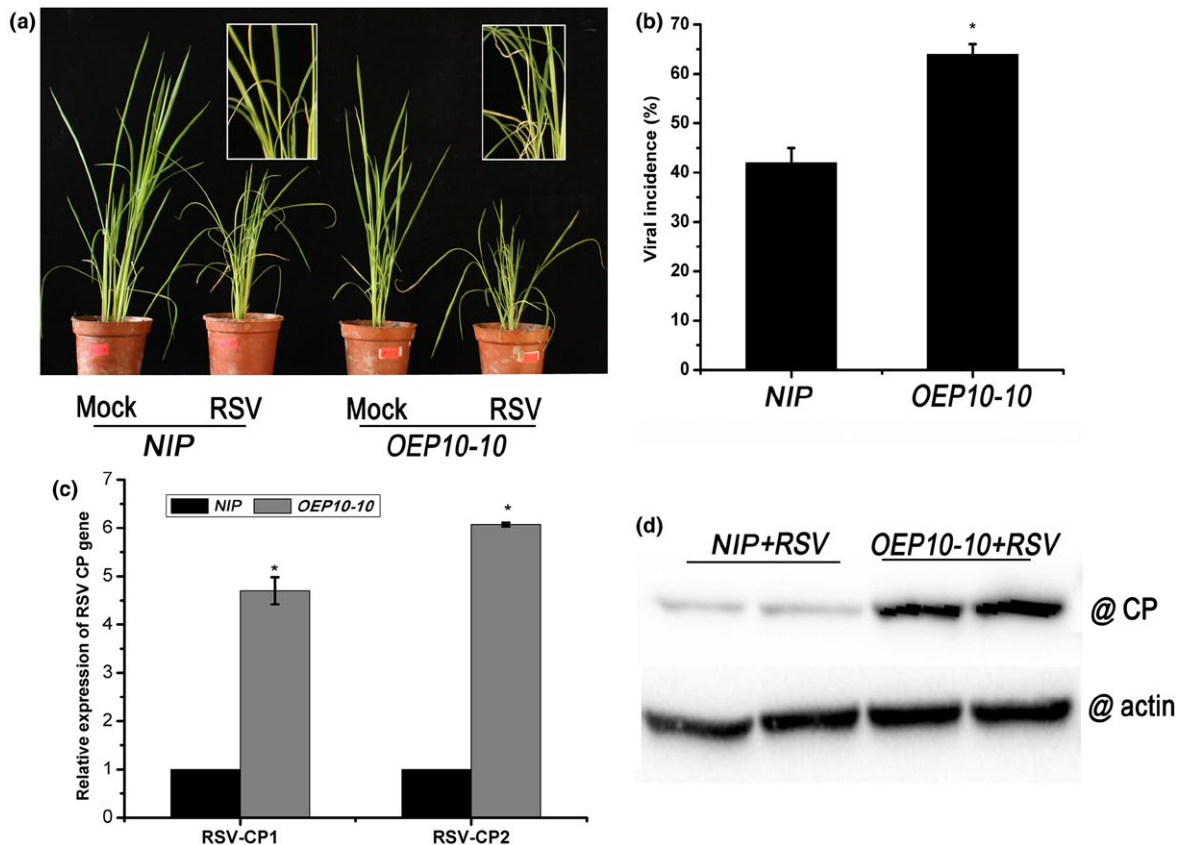 (a)
Mock RSV Mock RSV
NIP OEP10-10
(b)
Viral incidence (%)
70
60
50
40
30
20
10
0
NIP OEP10-10
*
(c)
Relative expression of RSV CP gene
7
6
5
4
3
2
1
0
NIP OEP10-10
*
*
RSV-CP1 RSV-CP2
(d)
NIP+RSV OEP10-10+RSV
@ CP
@ actin